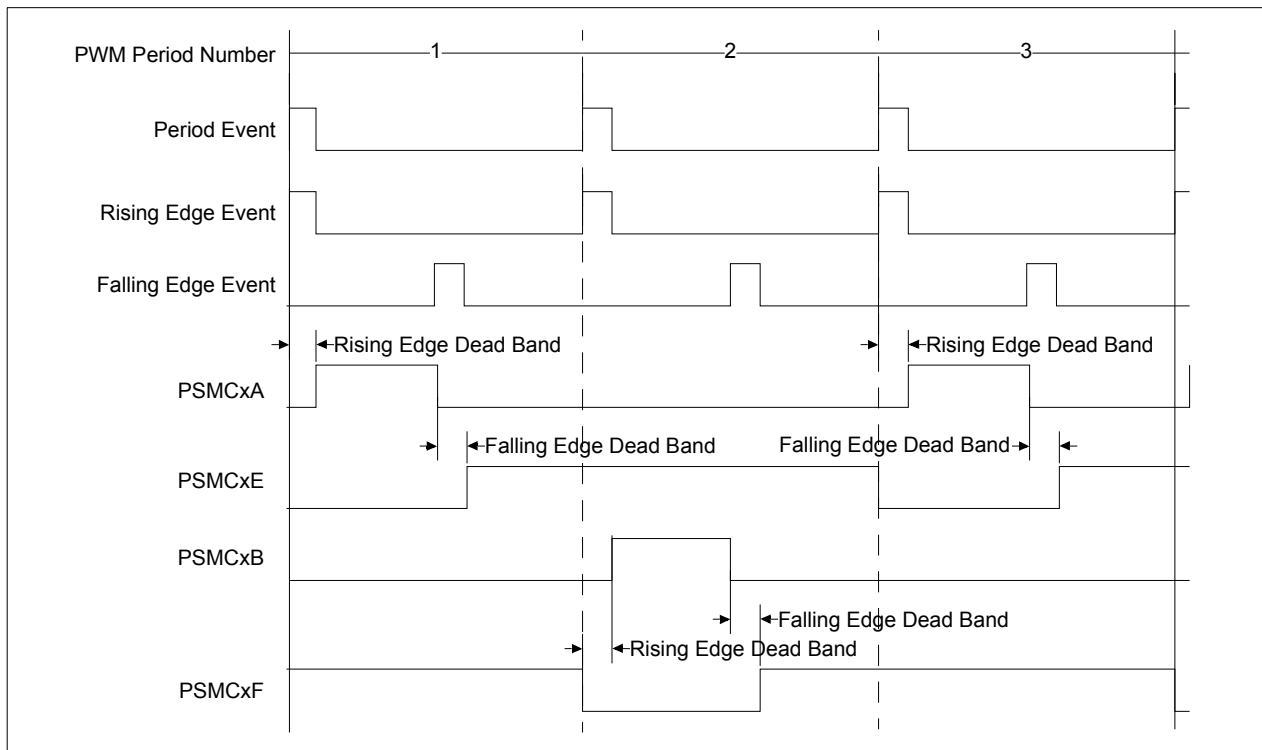 PWM Period Number 1 2 3
Period Event
Rising Edge Event
Falling Edge Event
Rising Edge Dead Band Rising Edge Dead Band
PSMCxA
Falling Edge Dead Band Falling Edge Dead Band
PSMCxE
PSMCxB
Falling Edge Dead Band
Rising Edge Dead Band
PSMCxF